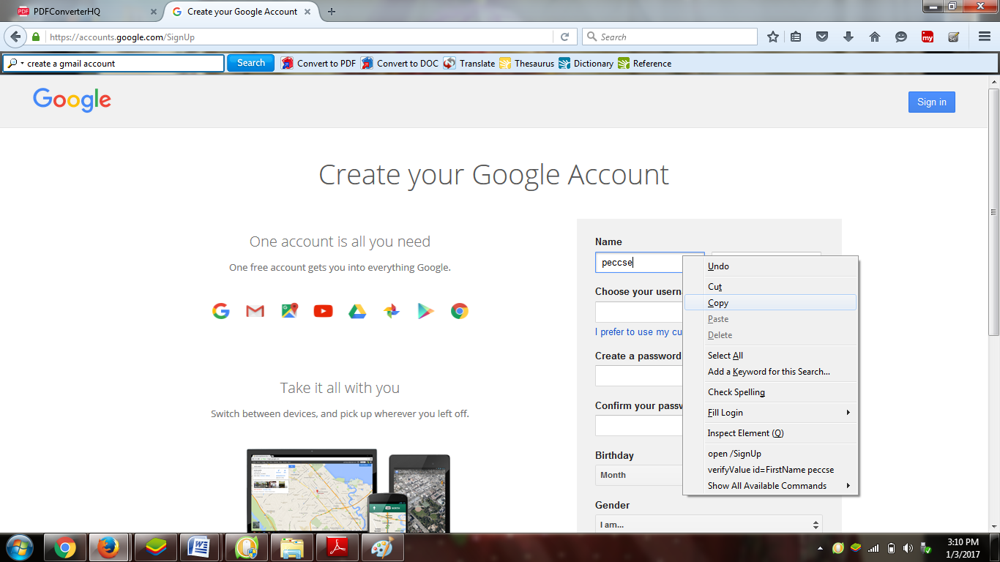 PDFConverterHQ
Create your Google Account
https://accounts.google.com/SignUp
Search
create a gmail account
Search
Convert to PDF
Convert to DOC
Translate
Thesaurus
Dictionary
Reference
Google
Sign in
Create your Google Account
One account is all you need
One free account gets you into everything Google.
Take it all with you
Switch between devices, and pick up wherever you left off.
Name
peccse
Choose your usern
I prefer to use my cu
Create a password
Confirm your passw
Birthday
Month
Gender
I am...
Undo
Cut
Copy
Paste
Delete
Select All
Add a Keyword for this Search...
Check Spelling
Fill Login
Inspect Element (Q)
open /SignUp
verifyValue id=FirstName peccse
Show All Available Commands
3:10 PM
1/3/2017